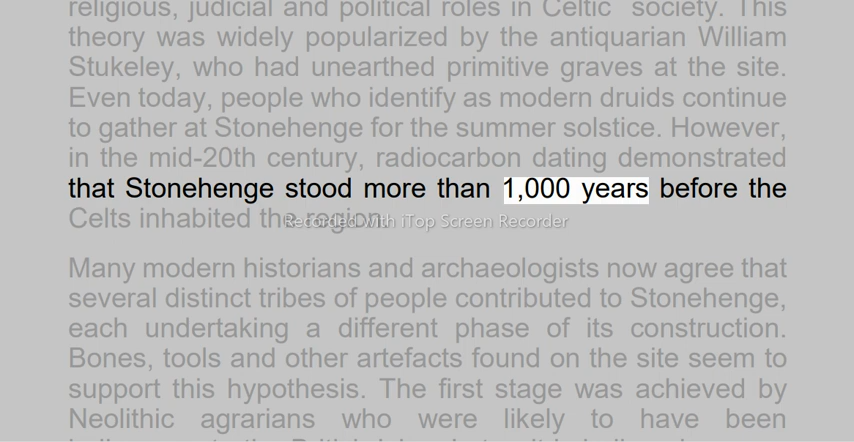 religious, judicial and political roles in Celtic society. This
theory was widely popularized by the antiquarian William
Stukeley, who had unearthed primitive graves at the site.
Even today, people who identify as modern druids continue
to gather at Stonehenge for the summer solstice. However,
in the mid-20th century, radiocarbon dating demonstrated
that Stonehenge stood more than 1,000 years before the
Celts inhabited the region.
Recorded with iTop Screen Recorder
Many modern historians and archaeologists now agree that
several distinct tribes of people contributed to Stonehenge,
each undertaking a different phase of its construction.
Bones, tools and other artefacts found on the site seem to
support this hypothesis. The first stage was achieved by
Neolithic agrarians who were likely to have been